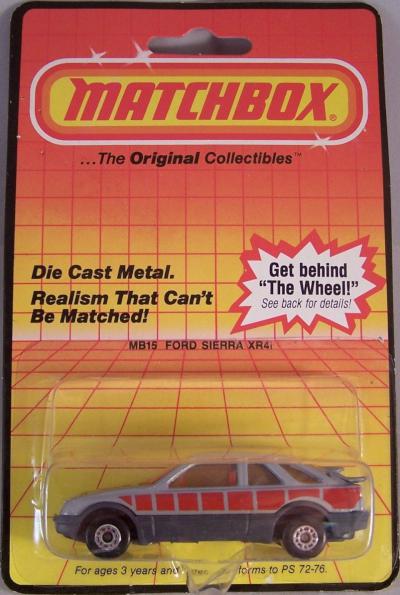 MATCHBOX®
...The Original Collectibles™
Die Cast Metal.
Realism That Can't
Be Matched!
Get behind
“The Wheel!”
See back for details!
MB15 FORD SIERRA XR4i
For ages 3 years and forms to PS 72-76.